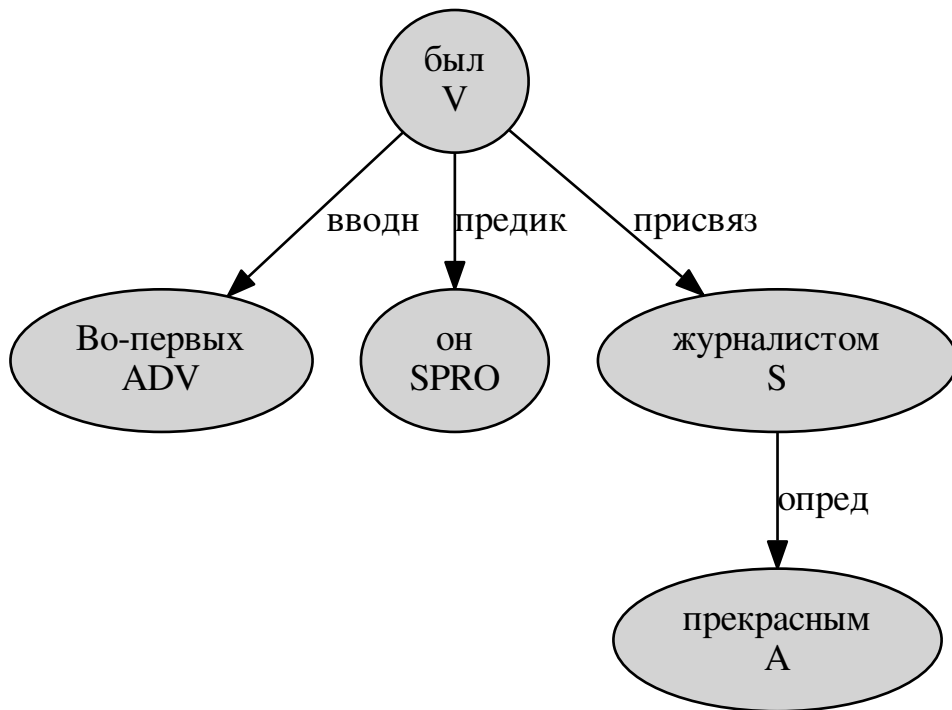 был
V
вводн
предик
присвяз
Во-первых
ADV
он
SPRO
журналистом
S
опред
прекрасным
A